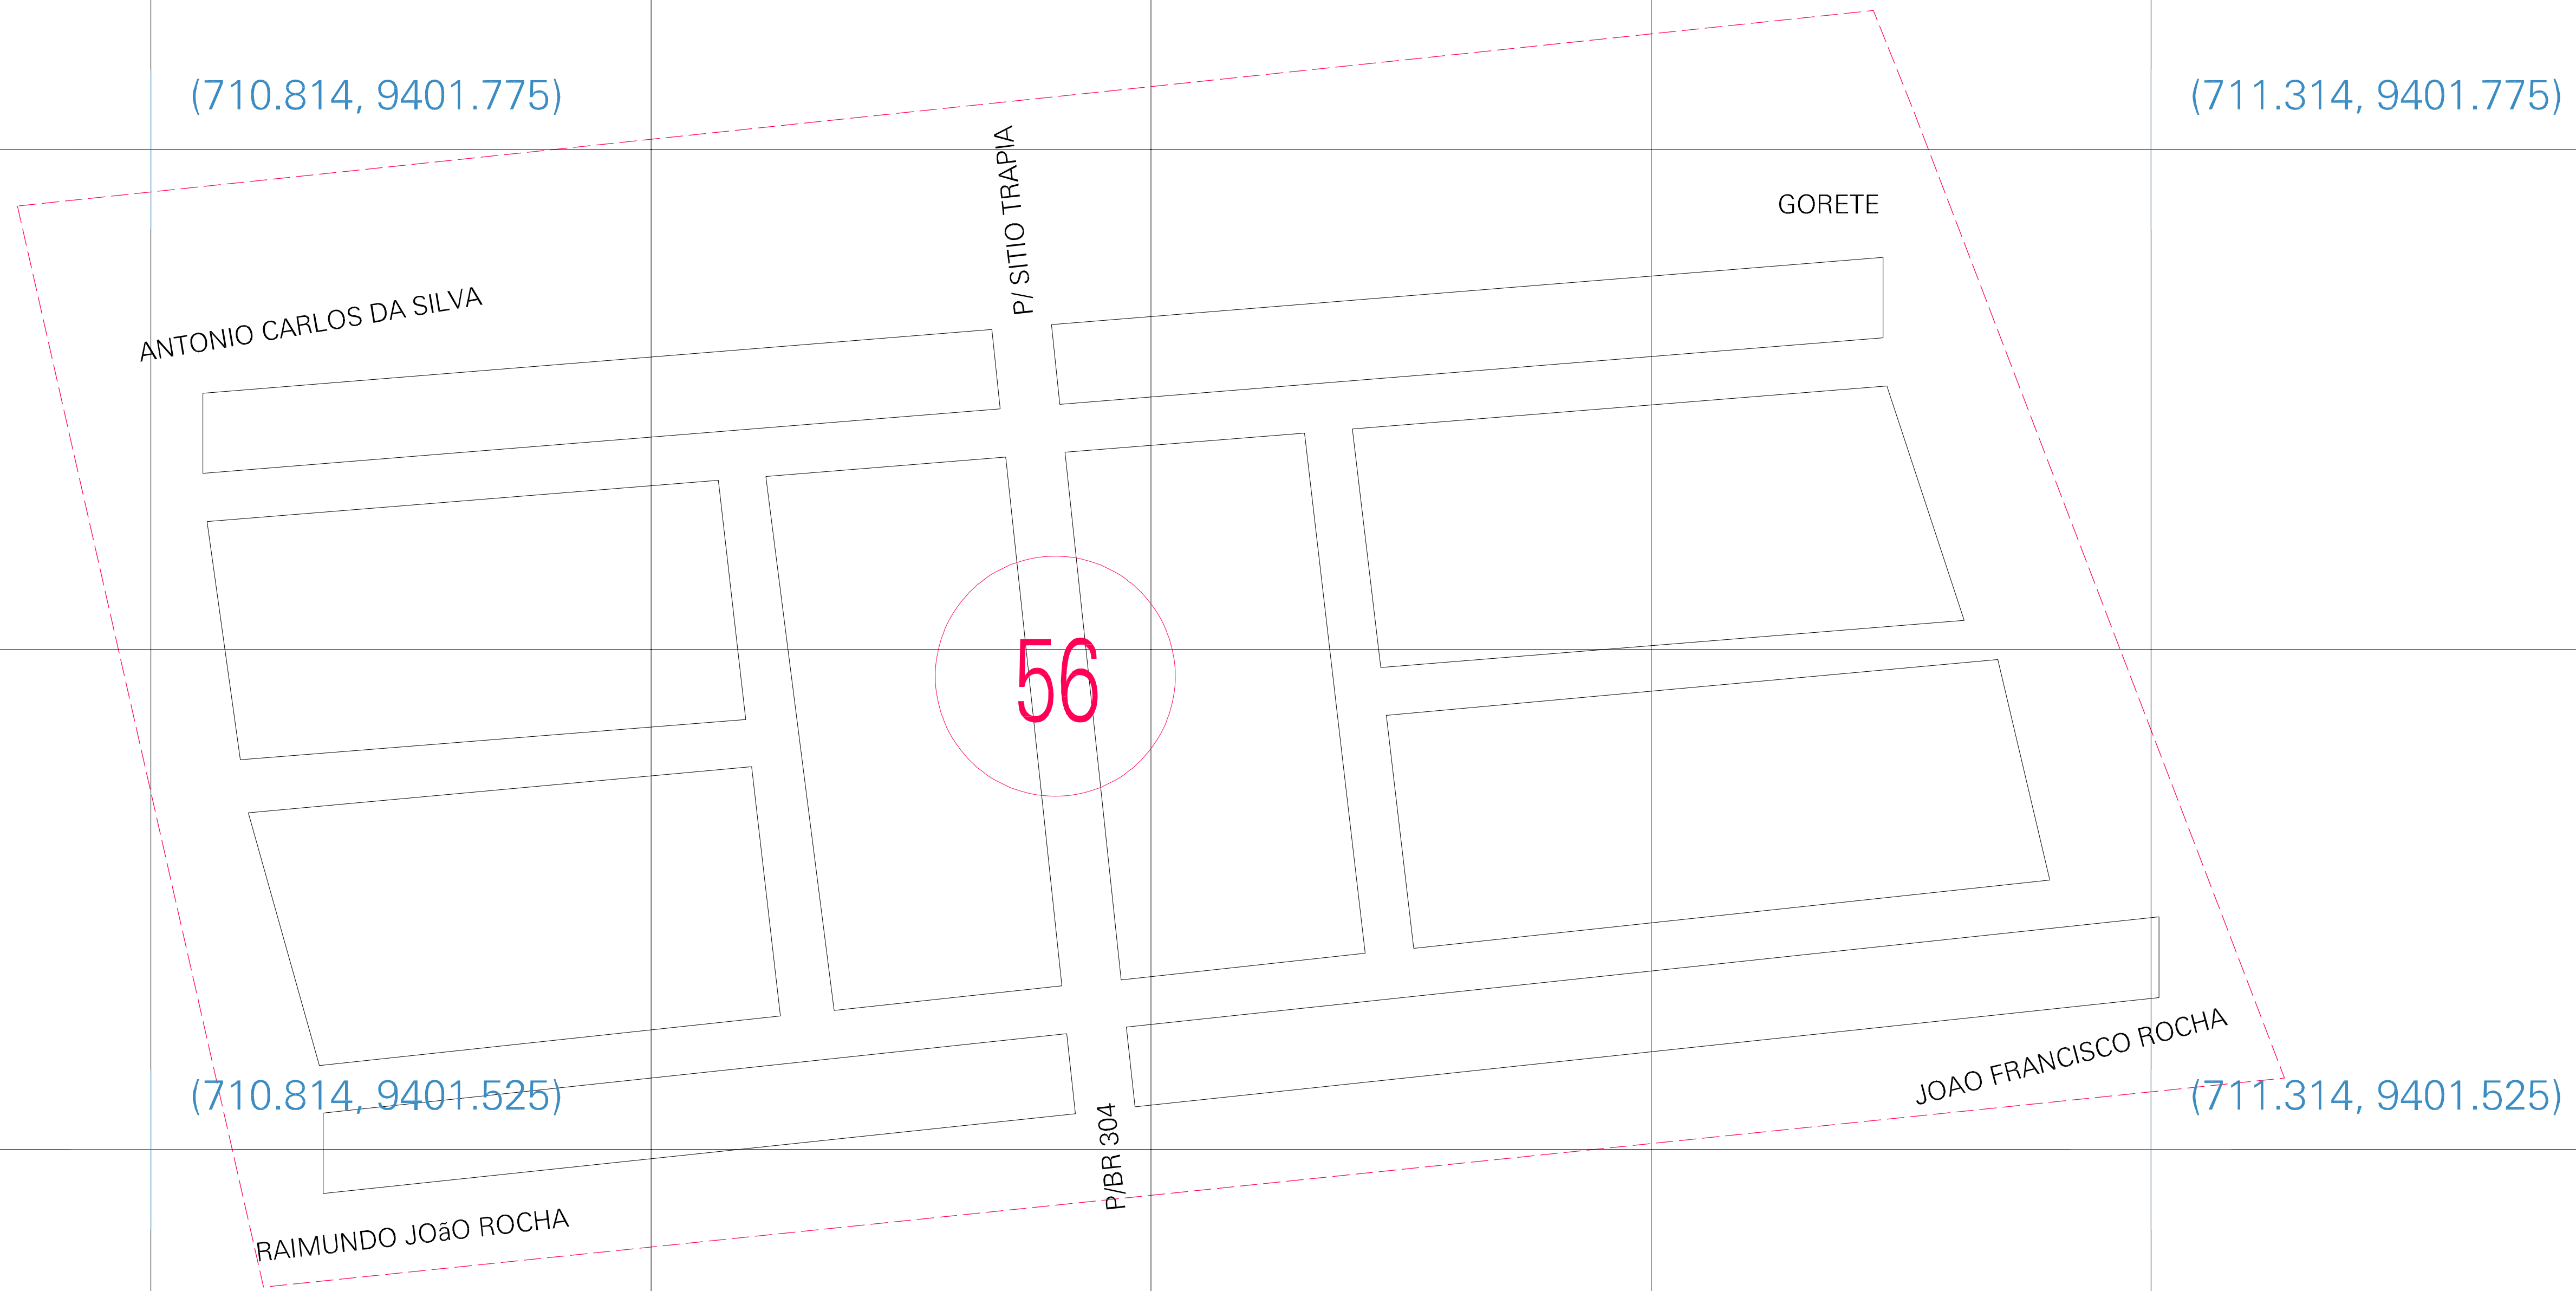 (710.814, 9401.775)
(711.314, 9401.775)
P/ SITIO TRAPIA
GORETE
ANTONIO CARLOS DA SILVA
56
(710.814, 9401.525)
(711.314, 9401.525)
JOAO FRANCISCO ROCHA
P/BR 304
RAIMUNDO JOãO ROCHA